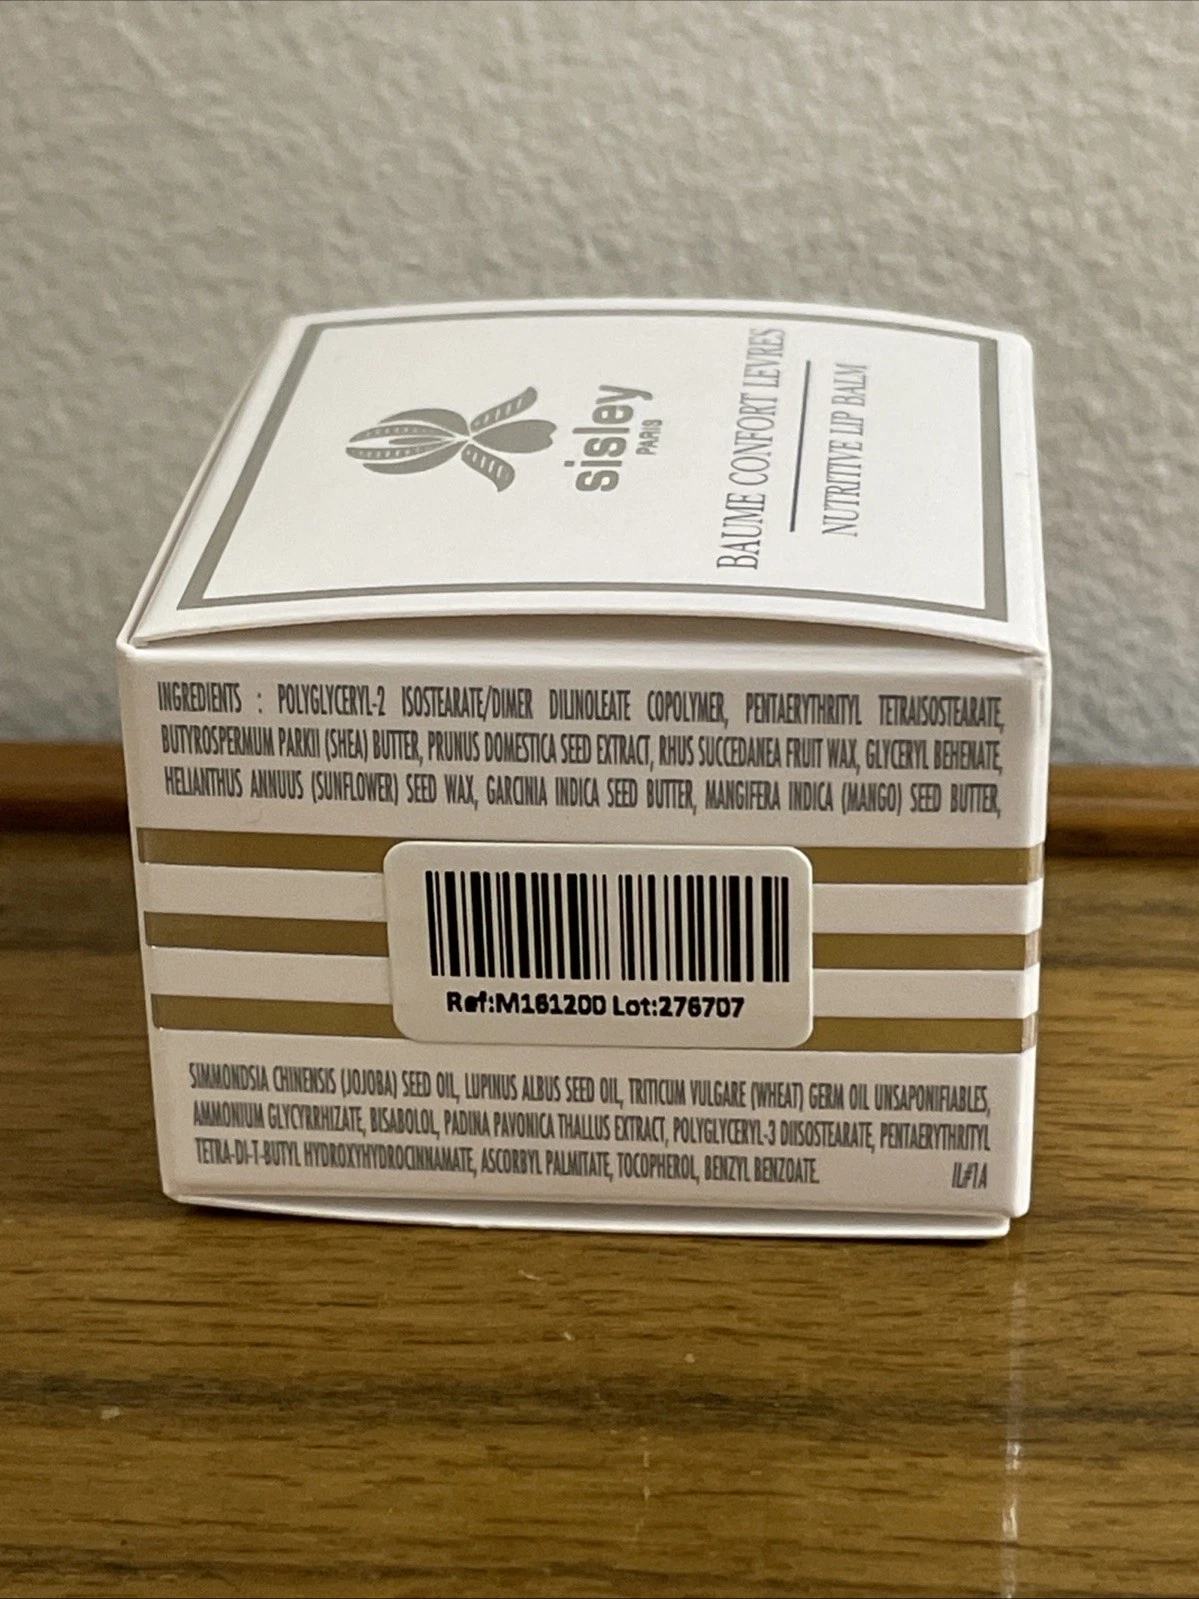 sisley
PARIS
BAUME CONFORT LEVRES
NUTRITIVE LIP BALM
INGREDIENTS : POLYGLYCERYL-2 ISOSTEARATE/DIMER DILINOLEATE COPOLYMER, PENTAERYTHRITYL TETRAISOSTEARATE,
BUTYROSPERMUM PARKII (SHEA) BUTTER, PRUNUS DOMESTICA SEED EXTRACT, RHUS SUCCEDANEA FRUIT WAX, GLYCERYL BEHENATE,
HELIANTHUS ANNUUS (SUNFLOWER) SEED WAX, GARCINIA INDICA SEED BUTTER, MANGIFERA INDICA (MANGO) SEED BUTTER,
Ref:M161200 Lot:276707
SIMMONDSIA CHINENSIS (JOJOBA) SEED OIL, LUPINUS ALBUS SEED OIL, TRITICUM VULGARE (WHEAT) GERM OIL UNSAPONIFIABLES,
AMMONIUM GLYCYRRHIZATE, BISABOLOL, PADINA PAVONICA THALLUS EXTRACT, POLYGLYCERYL-3 DIISOSTEARATE, PENTAERYTHRITYL
TETRA-DI-T-BUTYL HYDROXYHYDROCINNAMATE, ASCORBYL PALMITATE, TOCOPHEROL, BENZYL BENZOATE. IL#1A